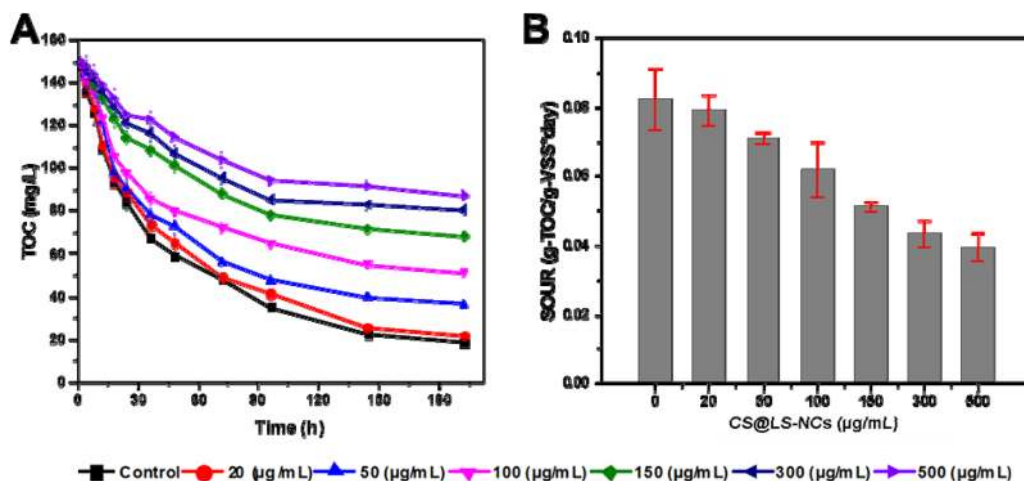 A
TOC (mg/L)
160
140
120
100
80
60
40
20
0
0 30 60 90 120 150 180
Time (h)
B
SOUR (g-TOC/g-VSS*day)
0.10
0.08
0.06
0.04
0.02
0.00
0 20 50 100 150 300 500
CS@LS-NCs (µg/mL)
Control 20 (µg/mL) 50 (µg/mL) 100 (µg/mL) 150 (µg/mL) 300 (µg/mL) 500 (µg/mL)